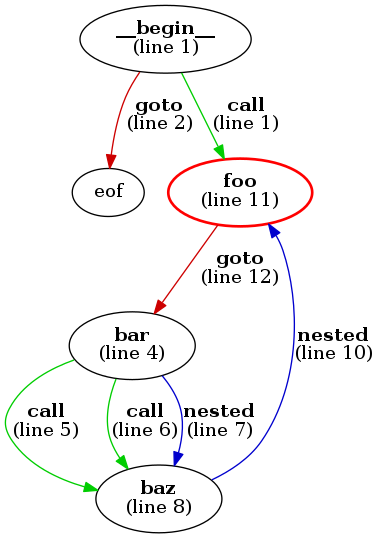 __begin__
(line 1)
goto
(line 2)
call
(line 1)
eof
foo
(line 11)
goto
(line 12)
bar
(line 4)
nested
(line 10)
call
(line 5)
call
(line 6)
nested
(line 7)
baz
(line 8)